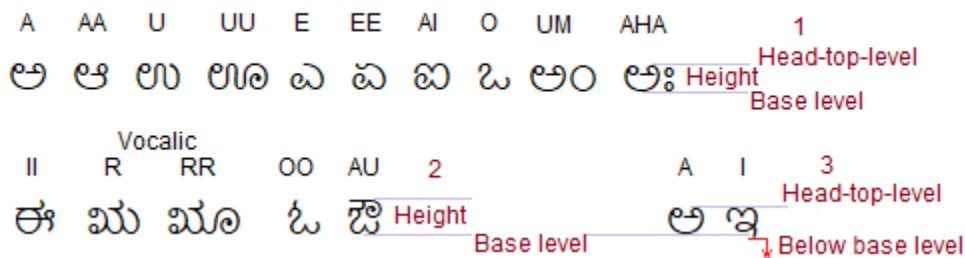 A AA U UU E EE AI O UM AHA 1
ಅ ಆ ಉ ಊ ಎ ಏ ಐ ಒ ಅಂ ಅಃ Height Head-top-level
Base level
Vocalic
II R RR OO AU 2 A I 3
ಈ ಋ ೠ ಓ ಔ Height ಅ ಇ Head-top-level
Base level Below base level